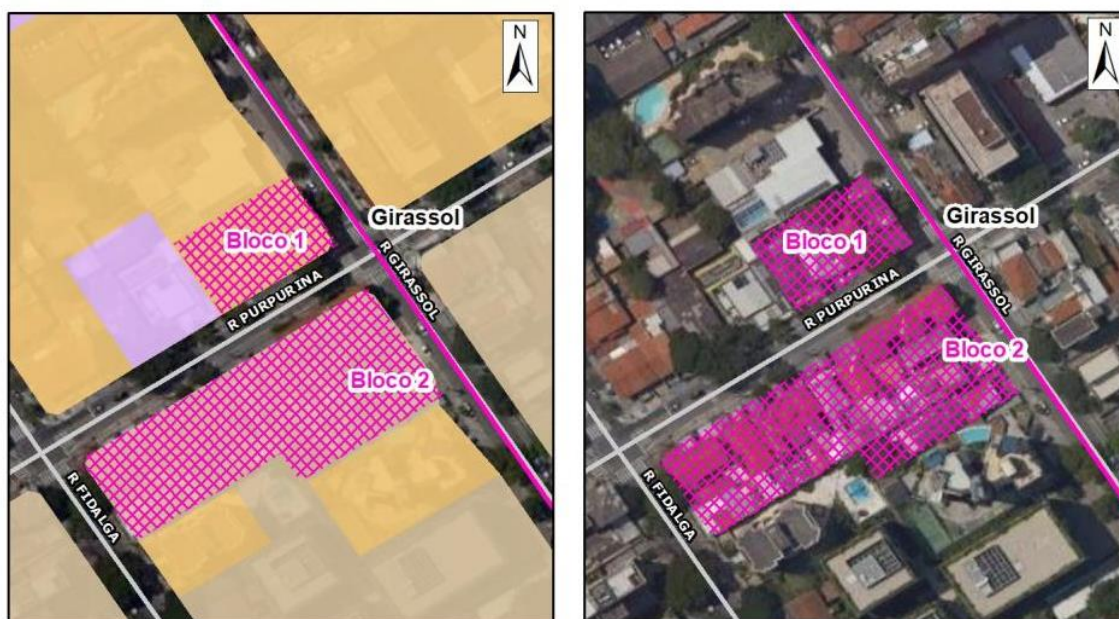 N
Girassol
Bloco 1
R GIRASSOL
R PURPURINA
Bloco 2
R FIDALGA
N
Girassol
Bloco 1
R GIRASSOL
R PURPURINA
Bloco 2
R FIDALGA